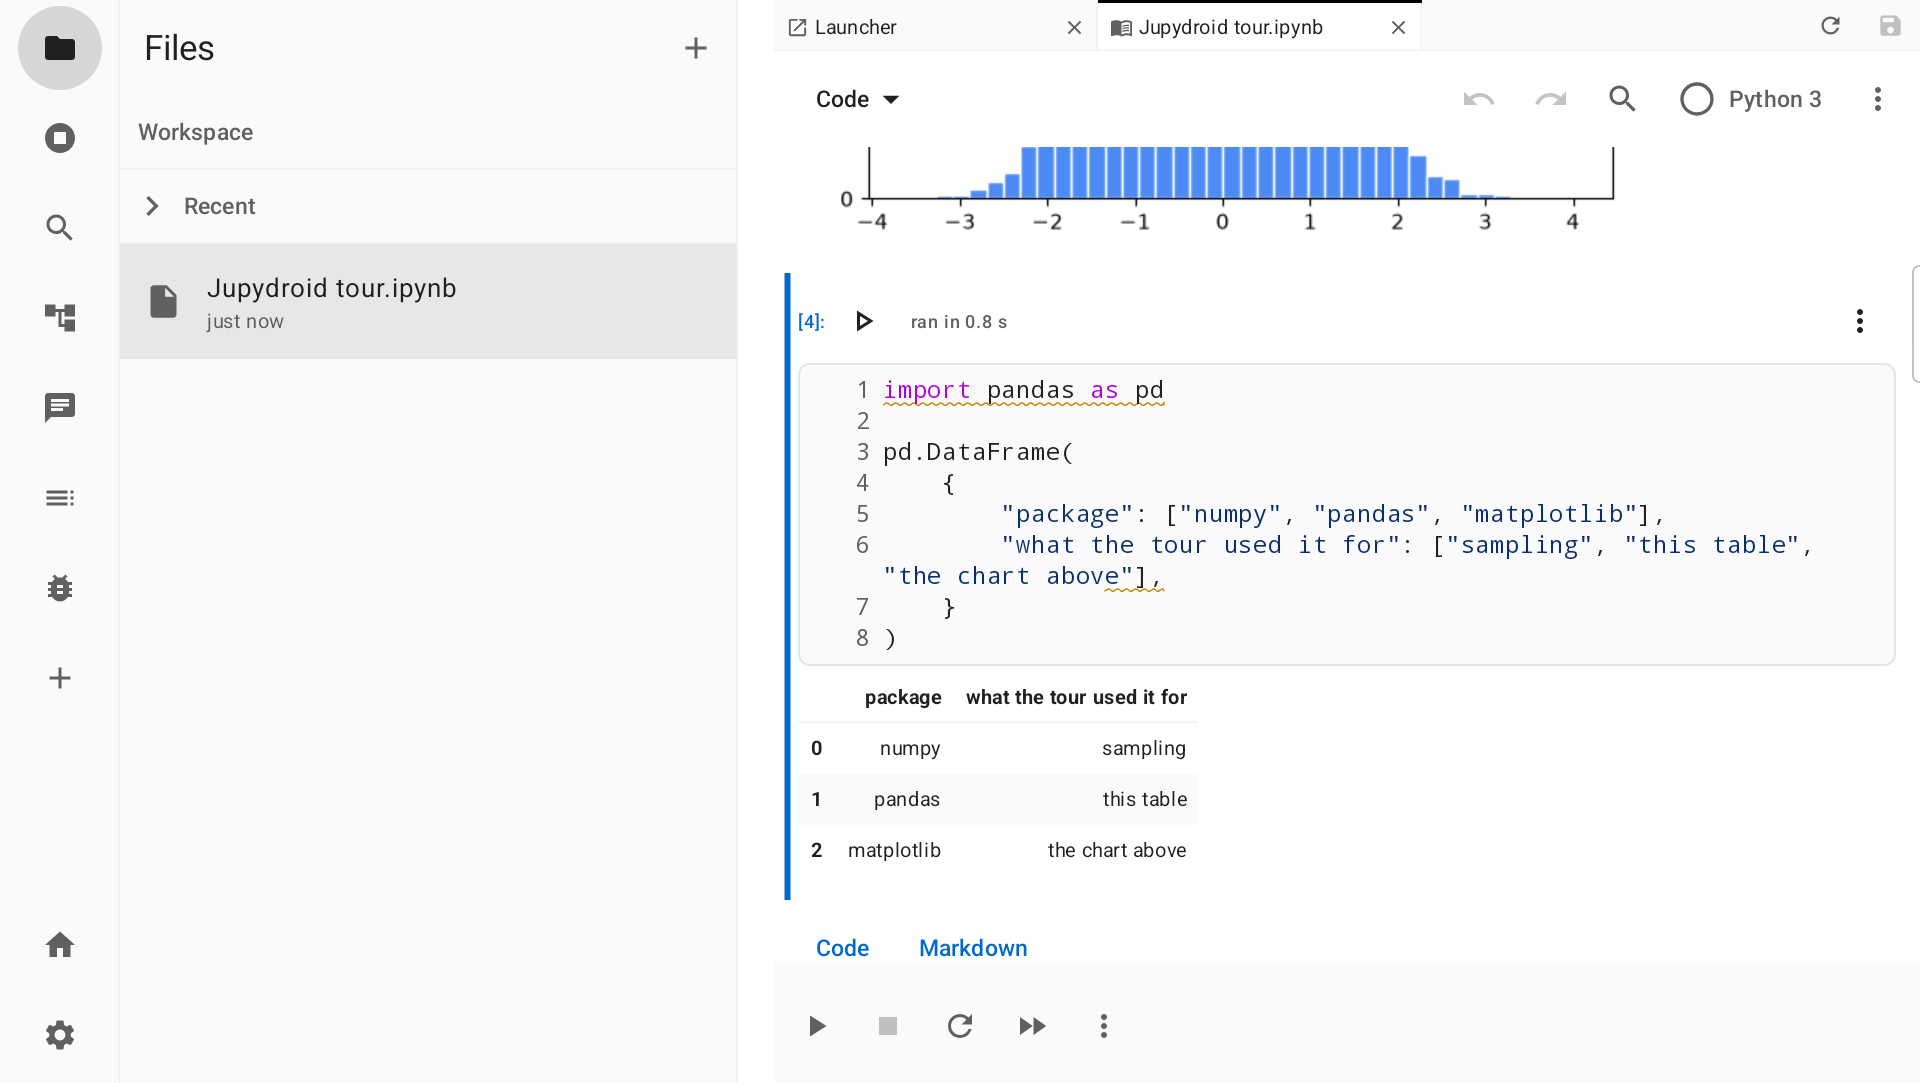 Files
Workspace
Recent
Jupydroid tour.ipynb
just now
Launcher
Jupydroid tour.ipynb
Code
Python 3
0
−4 −3 −2 −1 0 1 2 3 4
[4]:
ran in 0.8 s
1 import pandas as pd
2
3 pd.DataFrame(
4     {
5         "package": ["numpy", "pandas", "matplotlib"],
6         "what the tour used it for": ["sampling", "this table",
"the chart above"],
7     }
8 )
package what the tour used it for
0 numpy sampling
1 pandas this table
2 matplotlib the chart above
Code Markdown